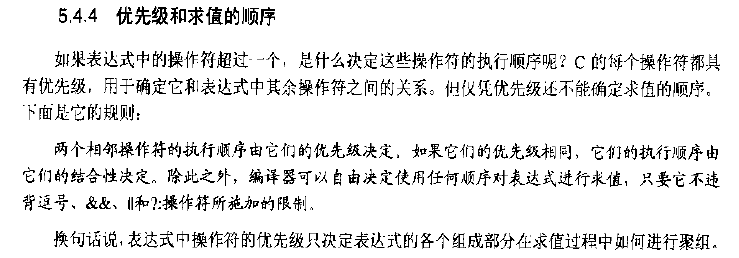 5.4.4 优先级和求值的顺序
如果表达式中的操作符超过一个，是什么决定这些操作符的执行顺序呢？C 的每个操作符都具
有优先级，用于确定它和表达式中其余操作符之间的关系。但仅凭优先级还不能确定求值的顺序。
下面是它的规则：
两个相邻操作符的执行顺序由它们的优先级决定。如果它们的优先级相同，它们的执行顺序由
它们的结合性决定。除此之外，编译器可以自由决定使用任何顺序对表达式进行求值，只要它不违
背逗号、&&、||和?:操作符所施加的限制。
换句话说，表达式中操作符的优先级只决定表达式的各个组成部分在求值过程中如何进行聚组。